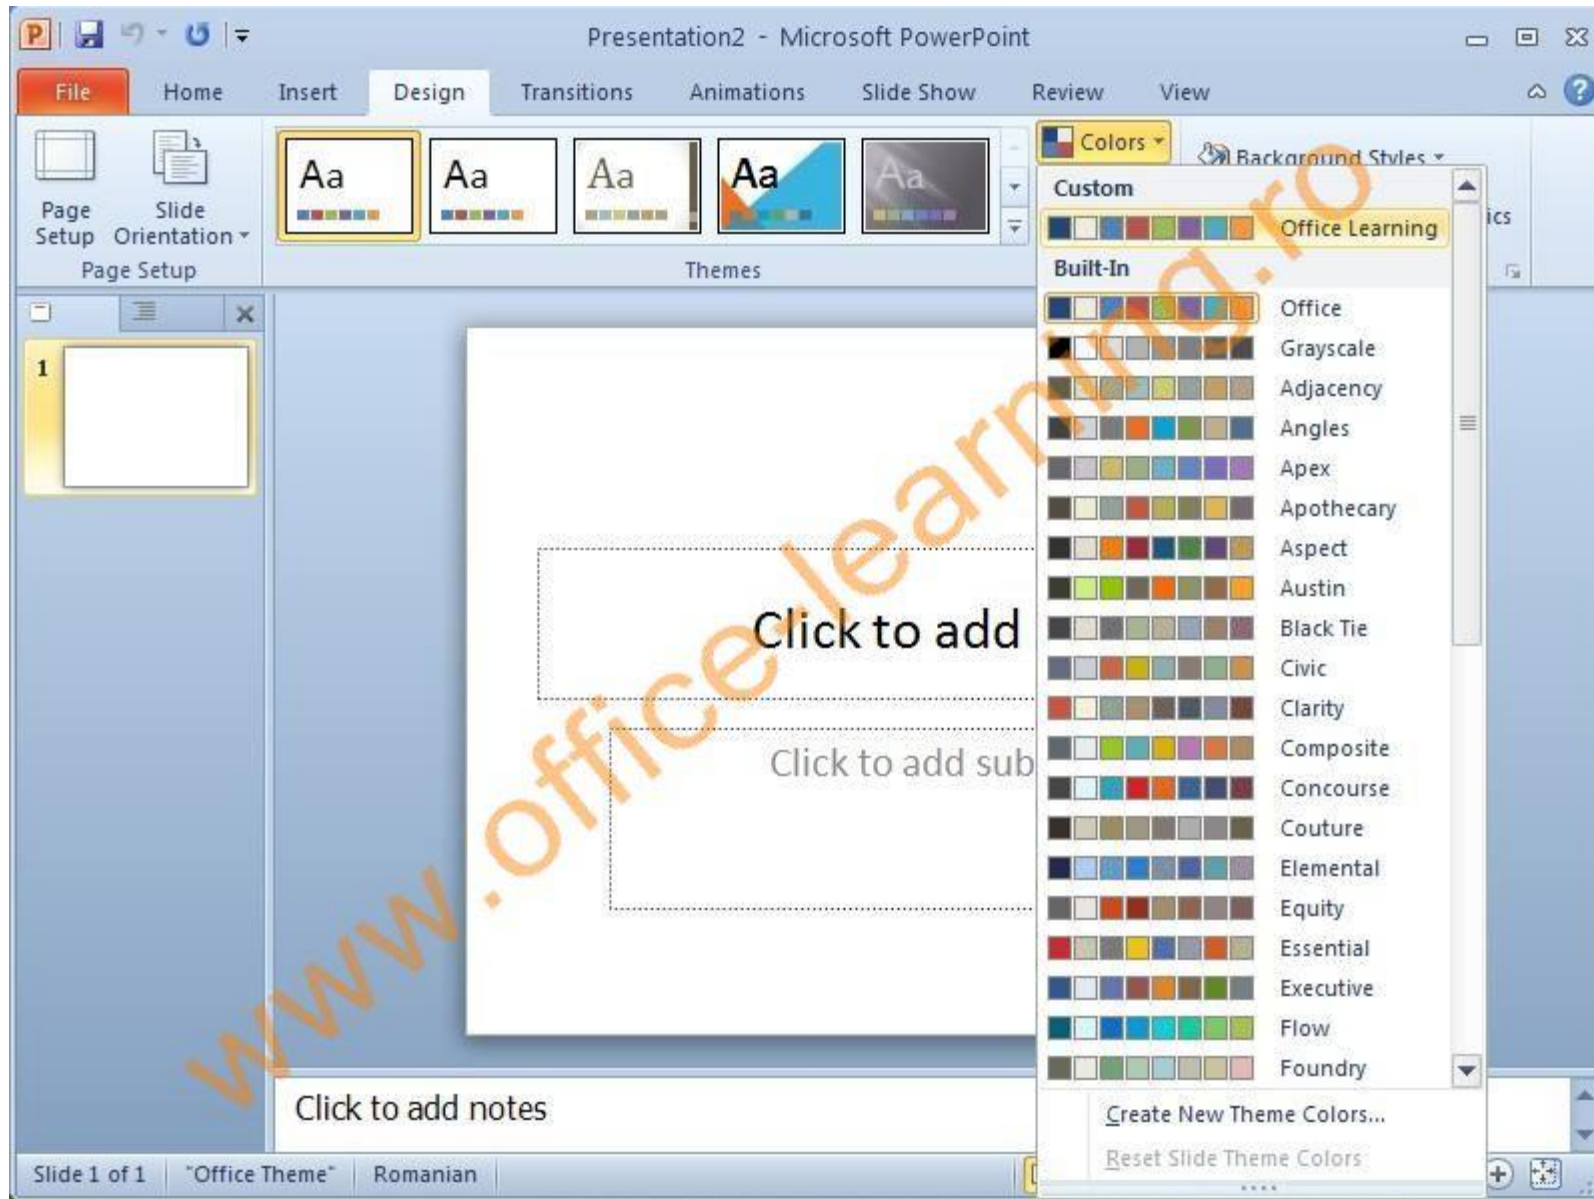 Presentation2 - Microsoft PowerPoint
File Home Insert Design Transitions Animations Slide Show Review View
Page Setup
Slide Orientation
Page Setup
Aa Aa Aa Aa Aa
Themes
Colors
Background Styles
ics
Custom
Office Learning
Built-In
Office
Grayscale
Adjacency
Angles
Apex
Apothecary
Aspect
Austin
Black Tie
Civic
Clarity
Composite
Concourse
Couture
Elemental
Equity
Essential
Executive
Flow
Foundry
Create New Theme Colors...
Reset Slide Theme Colors
1
Click to add
Click to add sub
Click to add notes
Slide 1 of 1 "Office Theme" Romanian
www.office-learning.ro